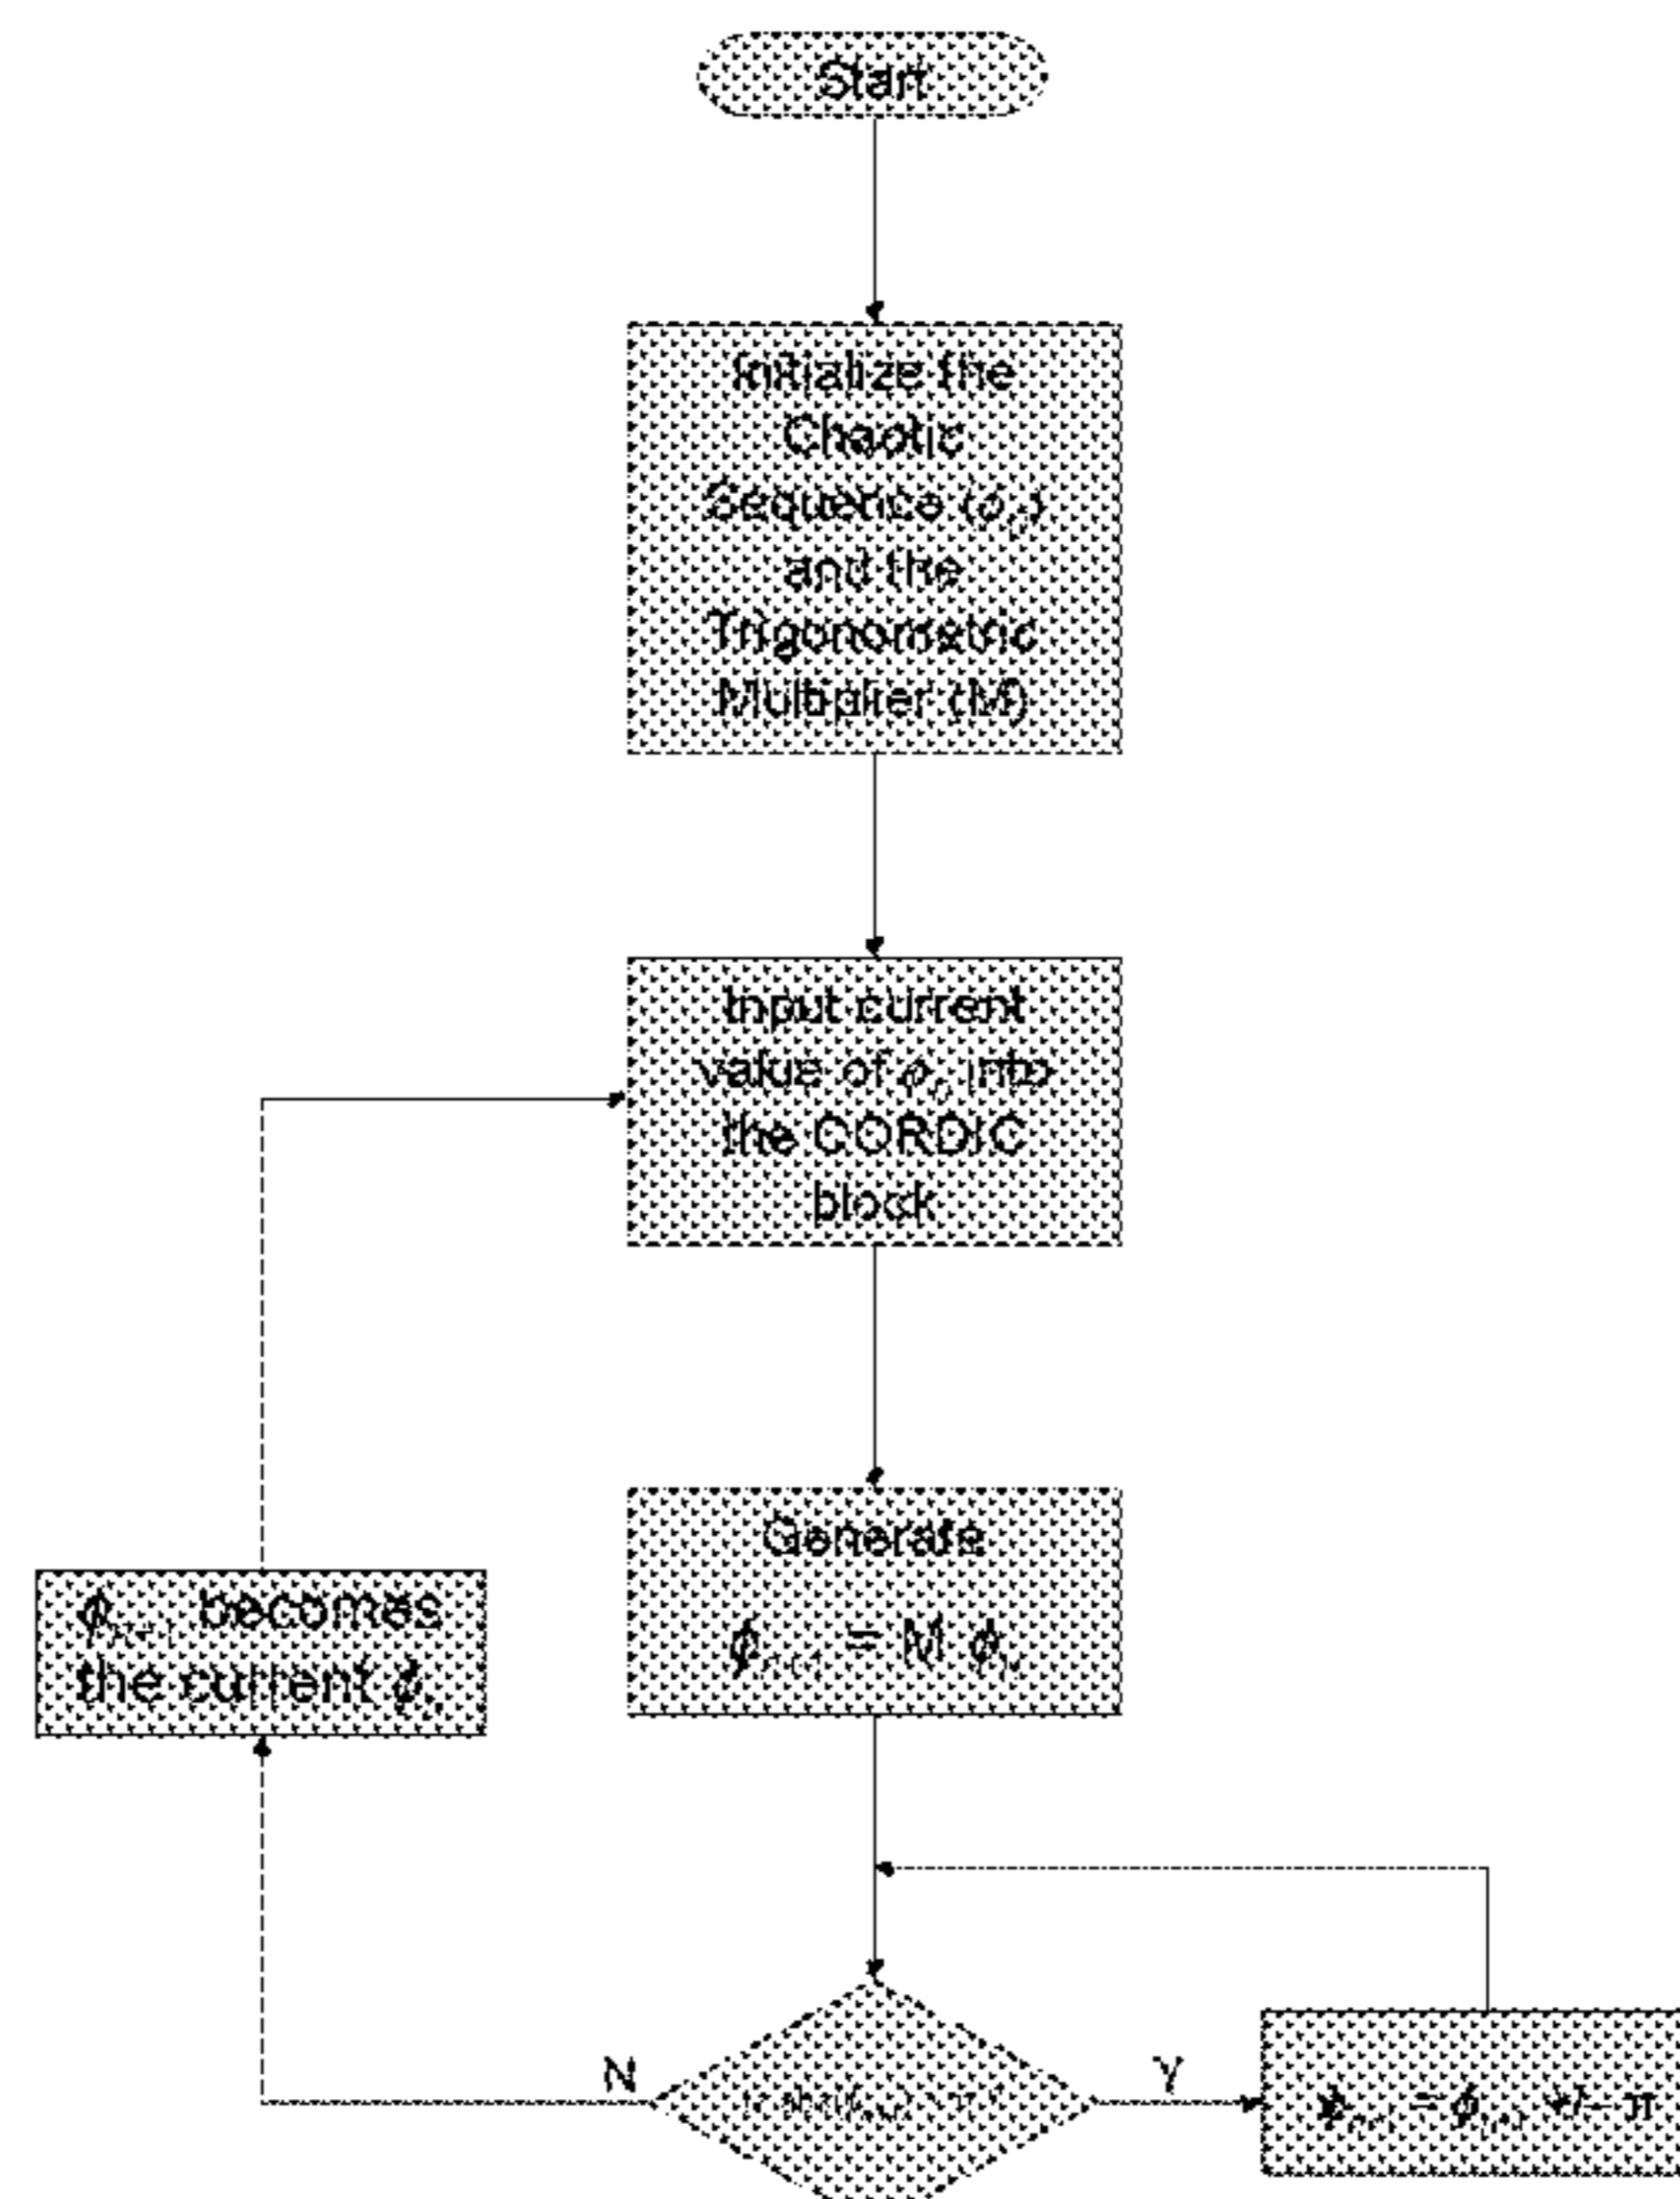 Start
Initialize the
Chaotic
Sequence (ϕₙ)
and the
Trigonometric
Multiplier (M)
Input current
value of ϕₙ into
the CORDIC
block
Generate
ϕₙ₊₁ = M ϕₙ
ϕₙ₊₁ becomes
the current ϕₙ
N
Y
ϕₙ₊₁ = ϕₙ₊₁ +/- π